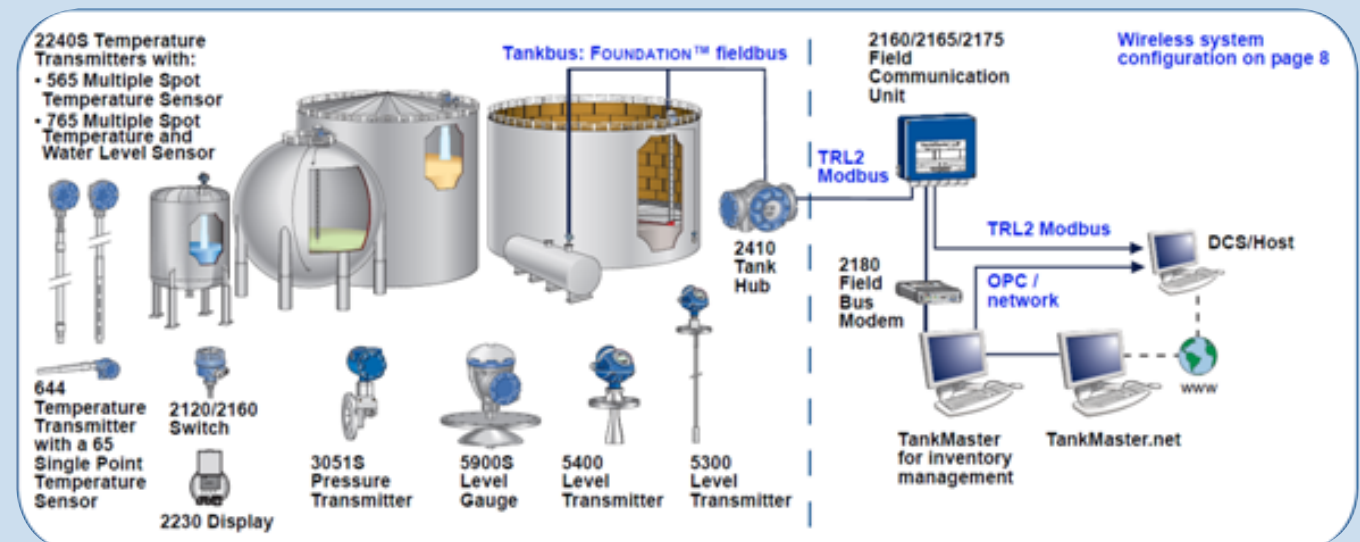 2240S Temperature
Transmitters with:
• 565 Multiple Spot
Temperature Sensor
• 765 Multiple Spot
Temperature and
Water Level Sensor
Tankbus: FOUNDATION™ fieldbus
2160/2165/2175
Field
Communication
Unit
Wireless system
configuration on page 8
TRL2
Modbus
2410
Tank
Hub
TRL2 Modbus
DCS/Host
2180
Field
Bus
Modem
OPC /
network
www
644
Temperature
Transmitter
with a 65
Single Point
Temperature
Sensor
2120/2160
Switch
2230 Display
3051S
Pressure
Transmitter
5900S
Level
Gauge
5400
Level
Transmitter
5300
Level
Transmitter
TankMaster
for inventory
management
TankMaster.net